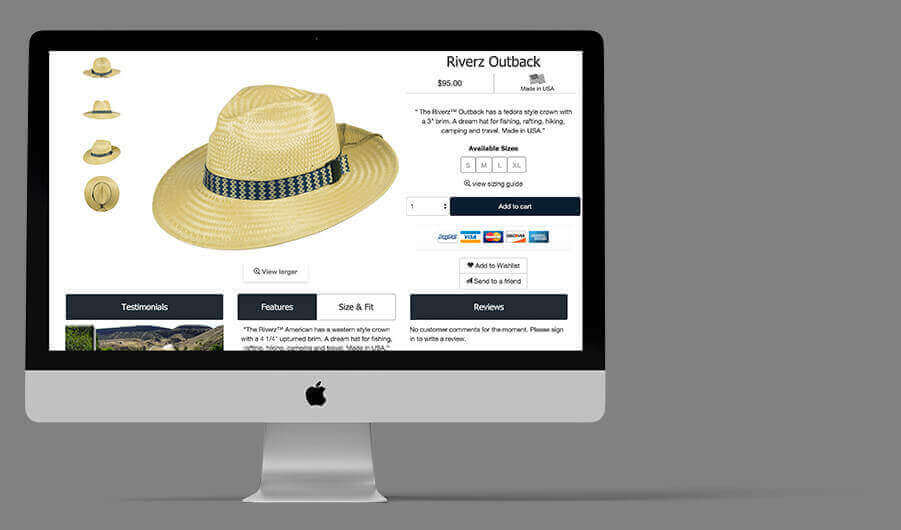 Riverz Outback
$95.00
Made in USA
" The Riverz™ Outback has a fedora style crown
with a 3" brim. A dream hat for fishing, rafting, hiking,
camping and travel. Made in USA."
Available Sizes
S M L XL
view sizing guide
1 Add to cart
PayPal VISA MasterCard DISCOVER
Add to Wishlist
Send to a friend
View larger
Testimonials
Features Size & Fit
"The Riverz™ American has a western style crown
with a 4 1/4" upturned brim. A dream hat for fishing,
rafting, hiking, camping and travel. Made in USA."
Reviews
No customer comments for the moment. Please sign
in to write a review.